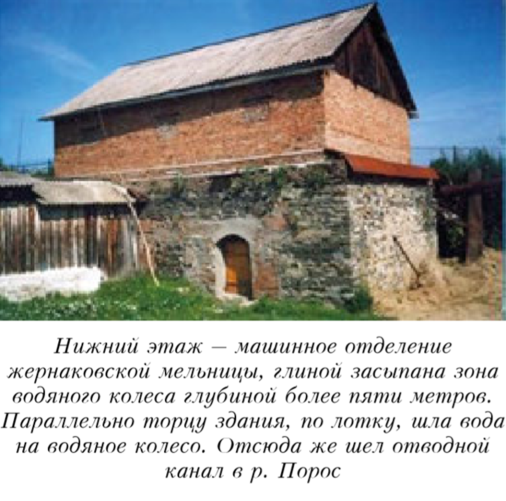 Нижний этаж — машинное отделение
жернаковской мельницы, глиной засыпана зона
водяного колеса глубиной более пяти метров.
Параллельно торцу здания, по лотку, шла вода
на водяное колесо. Отсюда же шел отводной
канал в р. Порос